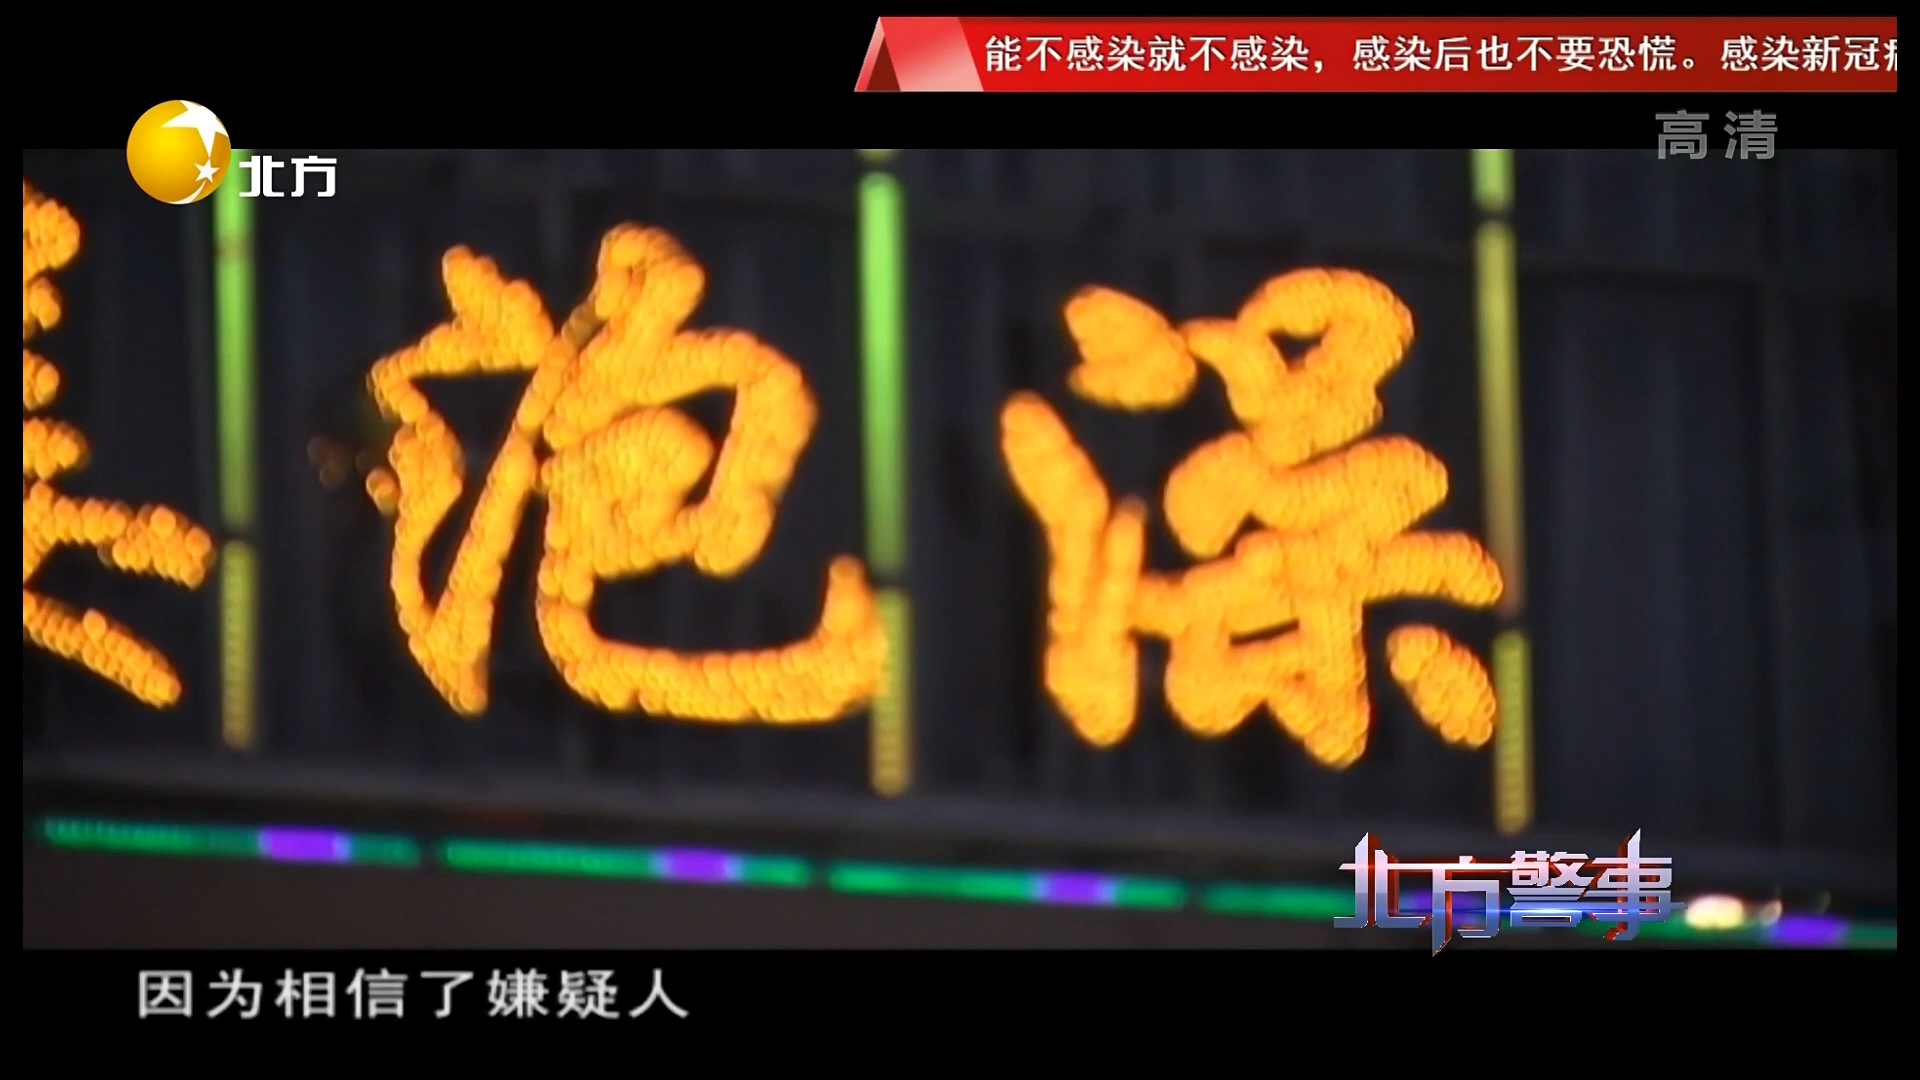 能不感染就不感染，感染后也不要恐慌。感染新冠
高清
北方
泡澡
北方警事
因为相信了嫌疑人